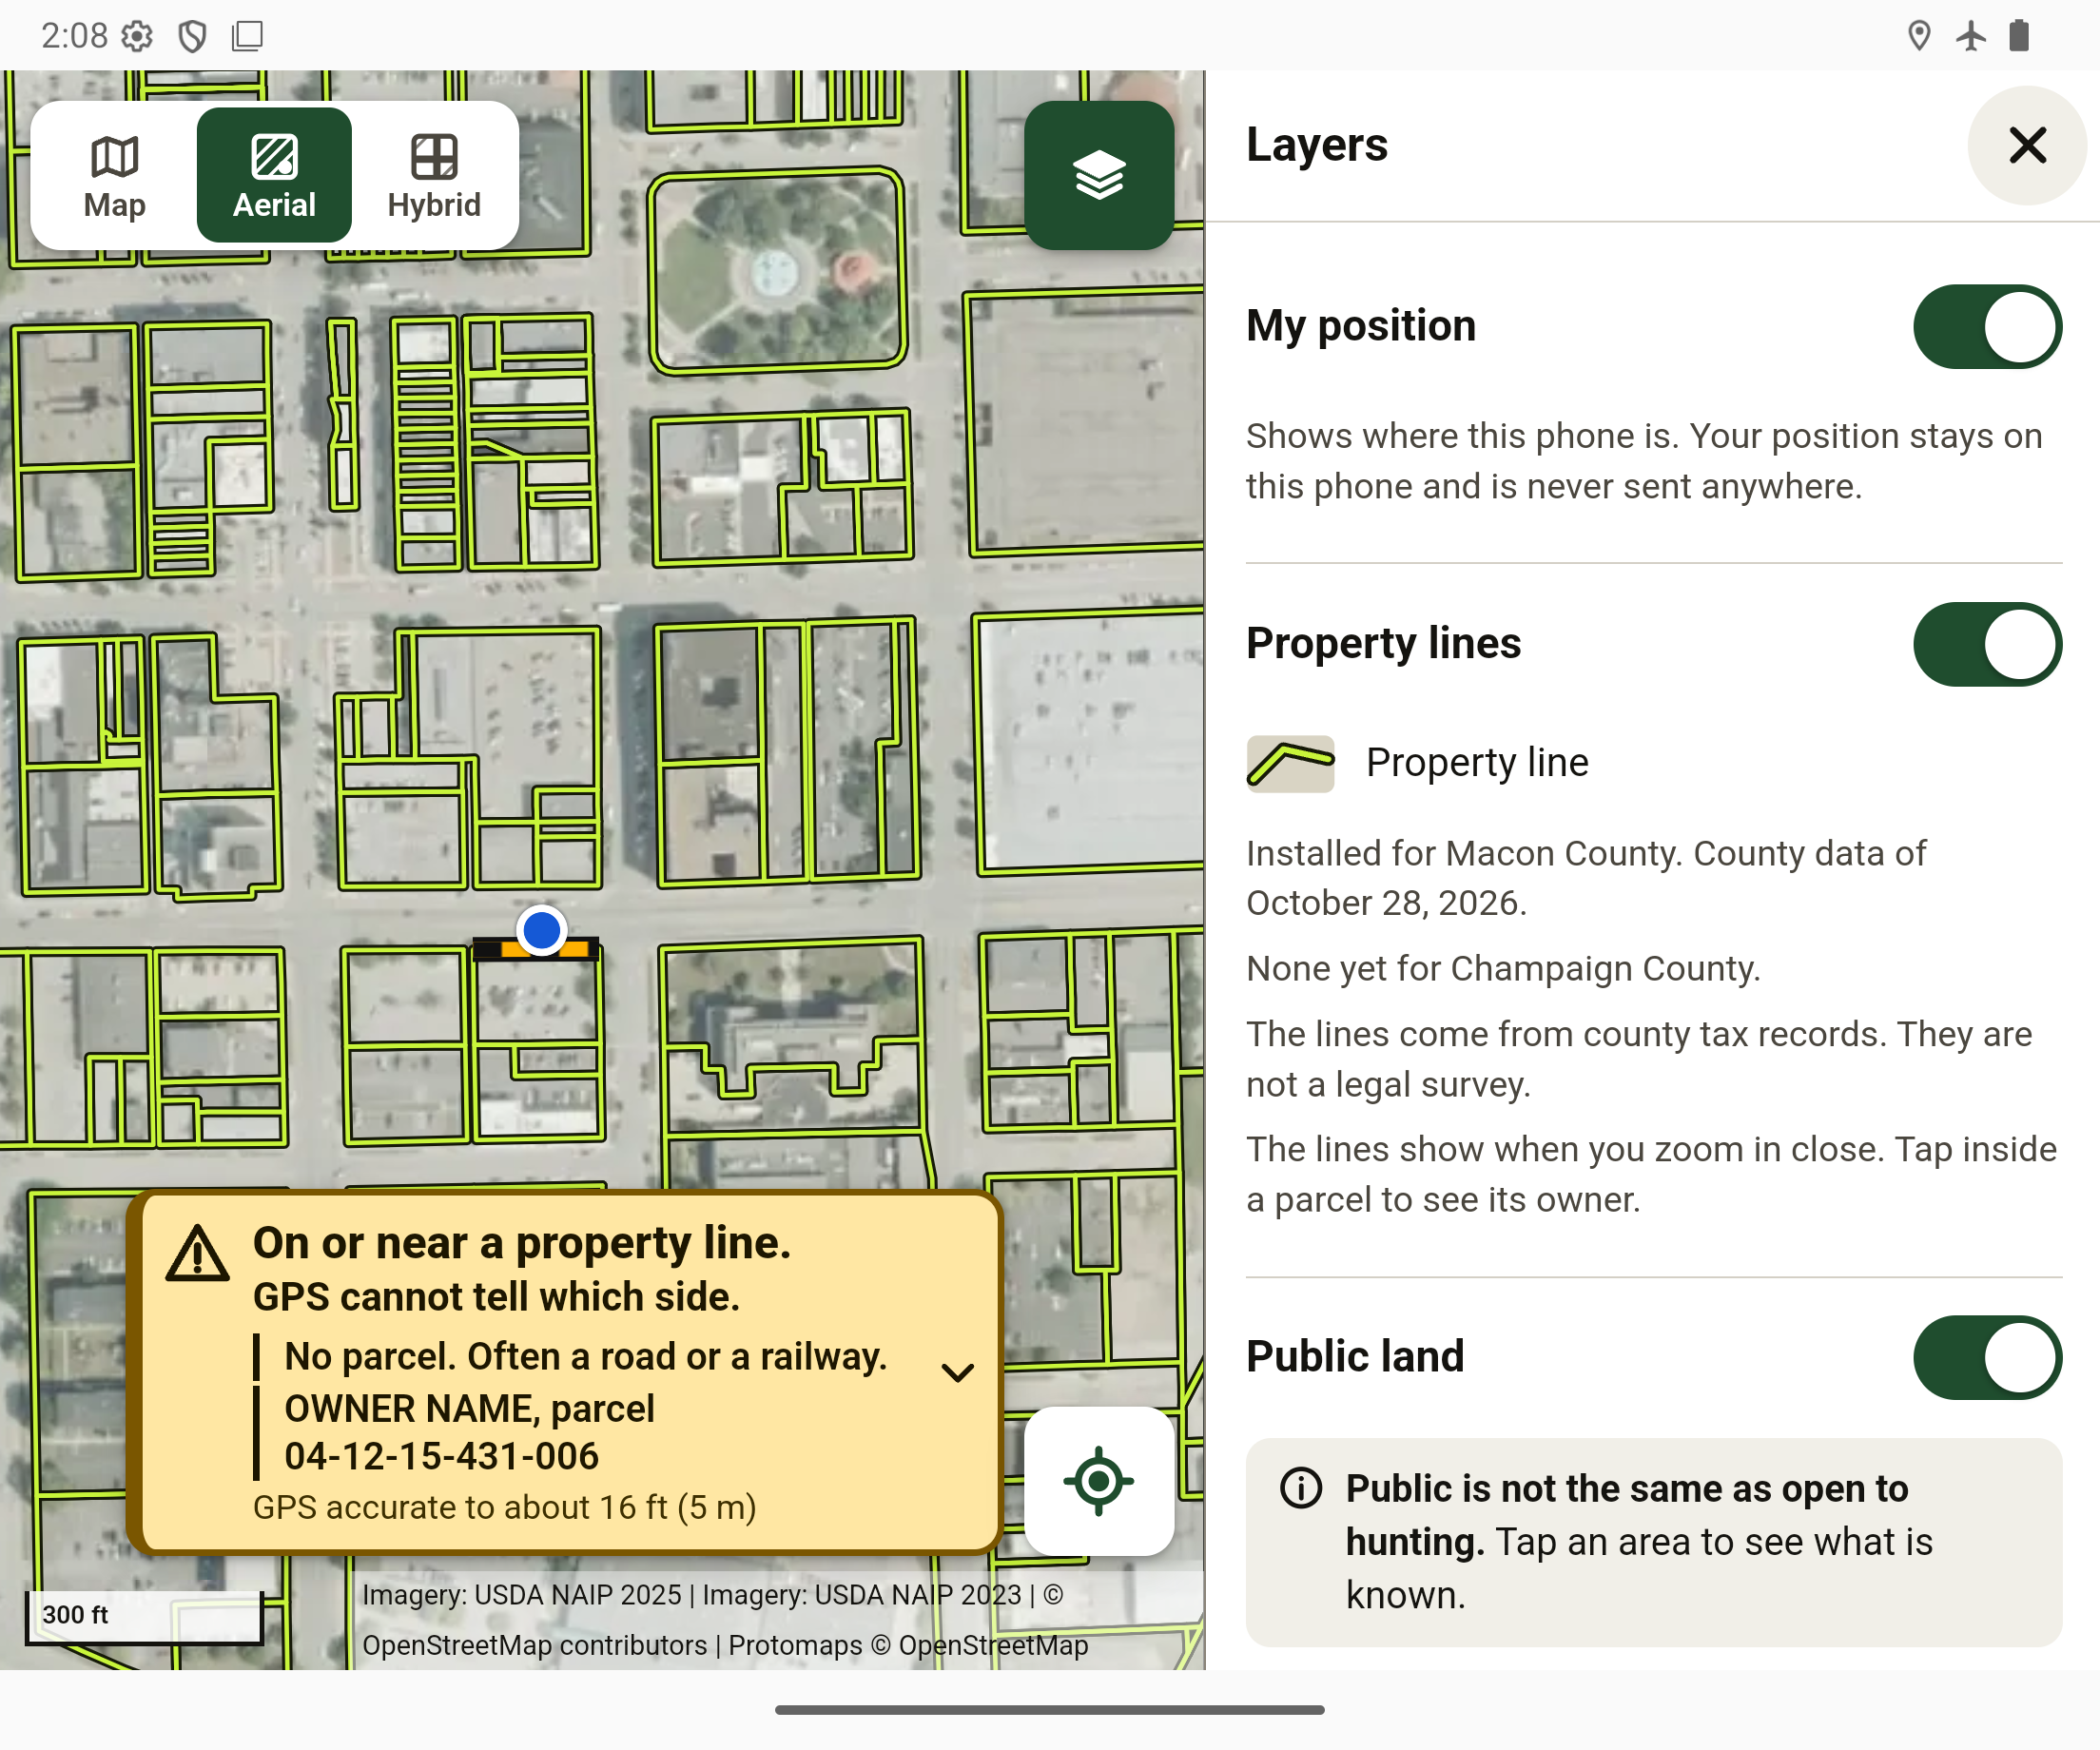 2:08
Map
Aerial
Hybrid
On or near a property line.
GPS cannot tell which side.
No parcel. Often a road or a railway.
OWNER NAME, parcel
04-12-15-431-006
GPS accurate to about 16 ft (5 m)
300 ft
Imagery: USDA NAIP 2025 | Imagery: USDA NAIP 2023 | ©
OpenStreetMap contributors | Protomaps © OpenStreetMap
Layers
My position
Shows where this phone is. Your position stays on
this phone and is never sent anywhere.
Property lines
Property line
Installed for Macon County. County data of
October 28, 2026.
None yet for Champaign County.
The lines come from county tax records. They are
not a legal survey.
The lines show when you zoom in close. Tap inside
a parcel to see its owner.
Public land
Public is not the same as open to
hunting. Tap an area to see what is
known.